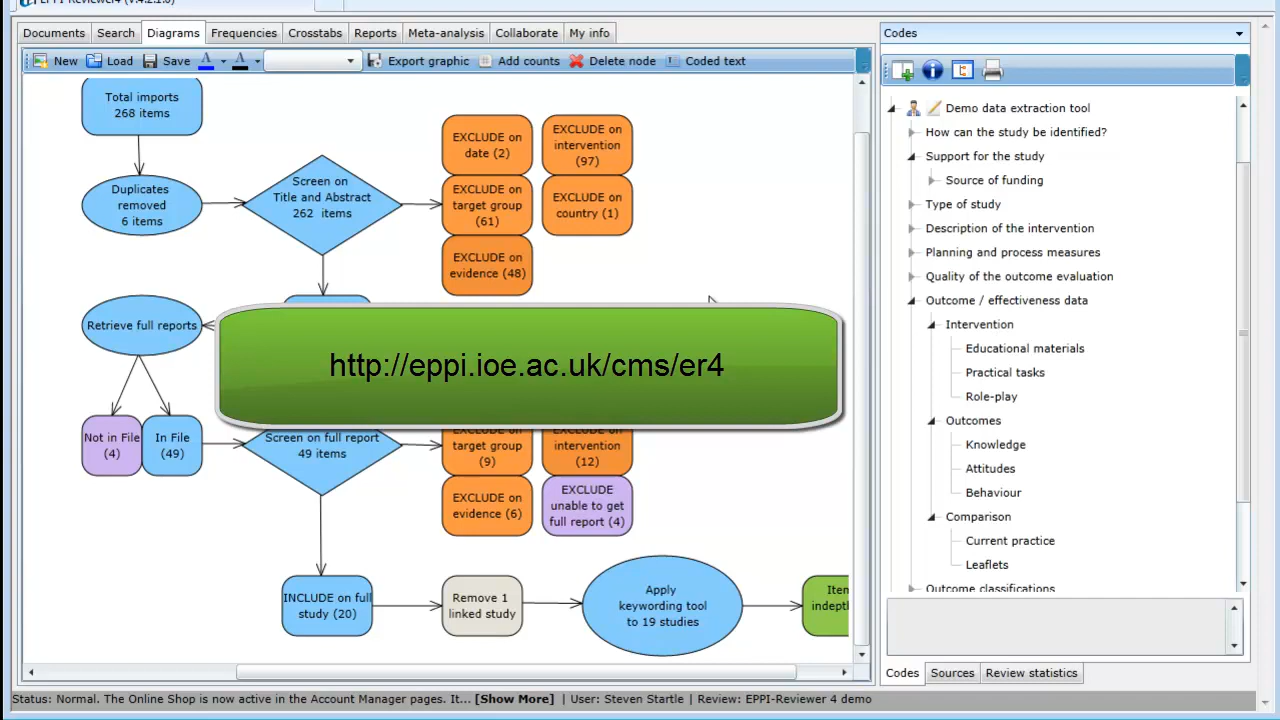 EPPI-Reviewer4 (V.4.2.1.0)
Documents Search Diagrams Frequencies Crosstabs Reports Meta-analysis Collaborate My info
New Load Save A A Export graphic Add counts Delete node Coded text
Total imports
268 items
Duplicates
removed
6 items
Screen on
Title and Abstract
262 items
EXCLUDE on
date (2)
EXCLUDE on
intervention
(97)
EXCLUDE on
target group
(61)
EXCLUDE on
country (1)
EXCLUDE on
evidence (48)
Retrieve full reports
http://eppi.ioe.ac.uk/cms/er4
Not in File
(4)
In File
(49)
Screen on full report
49 items
EXCLUDE on
target group
(9)
intervention
(12)
EXCLUDE on
evidence (6)
EXCLUDE
unable to get
full report (4)
INCLUDE on full
study (20)
Remove 1
linked study
Apply
keywording tool
to 19 studies
Item
indepth
Codes
Demo data extraction tool
How can the study be identified?
Support for the study
Source of funding
Type of study
Description of the intervention
Planning and process measures
Quality of the outcome evaluation
Outcome / effectiveness data
Intervention
Educational materials
Practical tasks
Role-play
Outcomes
Knowledge
Attitudes
Behaviour
Comparison
Current practice
Leaflets
Outcome classifications
Codes Sources Review statistics
Status: Normal. The Online Shop is now active in the Account Manager pages. It... [Show More] | User: Steven Startle | Review: EPPI-Reviewer 4 demo